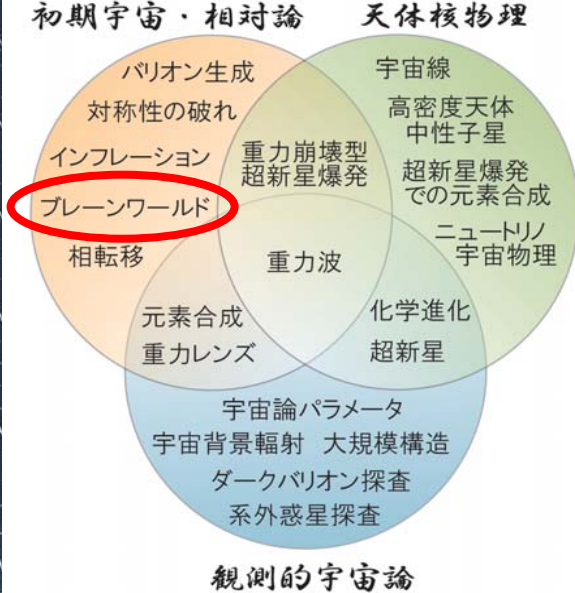 初期宇宙・相対論
天体核物理
バリオン生成
対称性の破れ
インフレーション
ブレーンワールド
相転移
重力崩壊型
超新星爆発
宇宙線
高密度天体
中性子星
超新星爆発
での元素合成
ニュートリノ
宇宙物理
重力波
元素合成
重力レンズ
化学進化
超新星
宇宙論パラメータ
宇宙背景輻射 大規模構造
ダークバリオン探査
系外惑星探査
観測的宇宙論